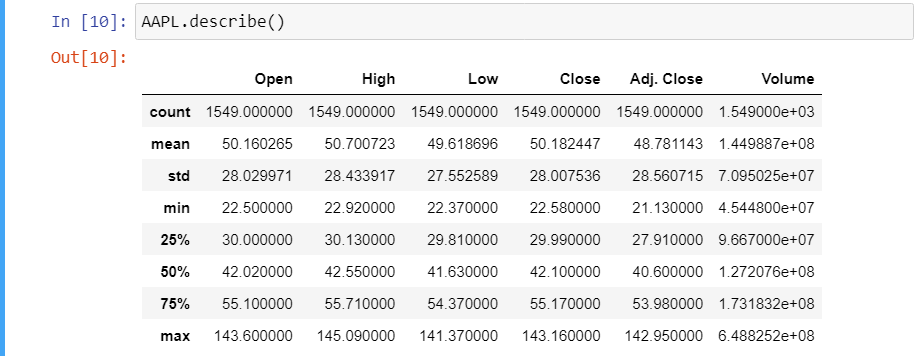 In [10]: AAPL.describe()
Out[10]:
Open High Low Close Adj. Close Volume
count 1549.000000 1549.000000 1549.000000 1549.000000 1549.000000 1.549000e+03
mean 50.160265 50.700723 49.618696 50.182447 48.781143 1.449887e+08
std 28.029971 28.433917 27.552589 28.007536 28.560715 7.095025e+07
min 22.500000 22.920000 22.370000 22.580000 21.130000 4.544800e+07
25% 30.000000 30.130000 29.810000 29.990000 27.910000 9.667000e+07
50% 42.020000 42.550000 41.630000 42.100000 40.600000 1.272076e+08
75% 55.100000 55.710000 54.370000 55.170000 53.980000 1.731832e+08
max 143.600000 145.090000 141.370000 143.160000 142.950000 6.488252e+08